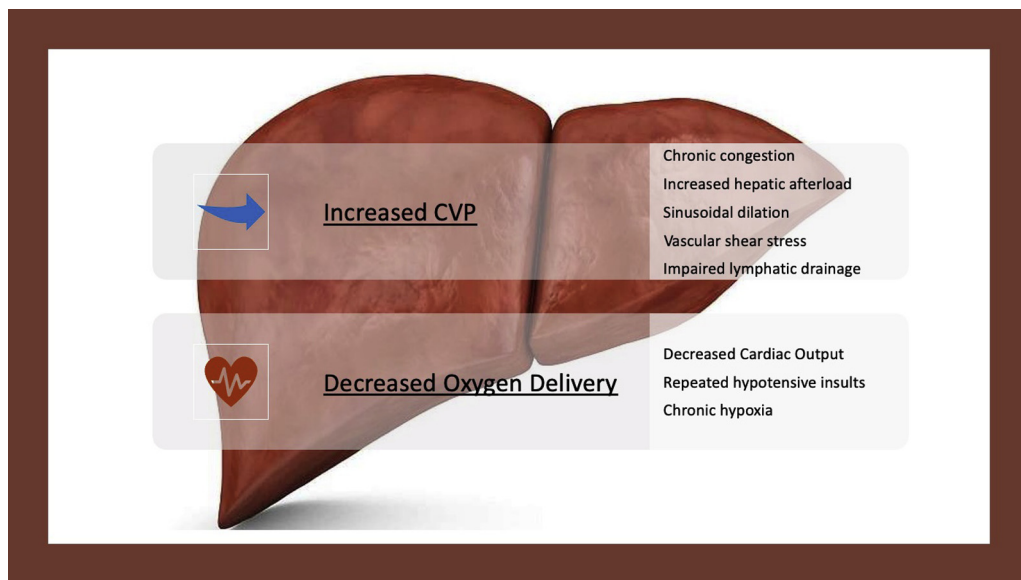 Increased CVP
Chronic congestion
Increased hepatic afterload
Sinusoidal dilation
Vascular shear stress
Impaired lymphatic drainage
Decreased Oxygen Delivery
Decreased Cardiac Output
Repeated hypotensive insults
Chronic hypoxia